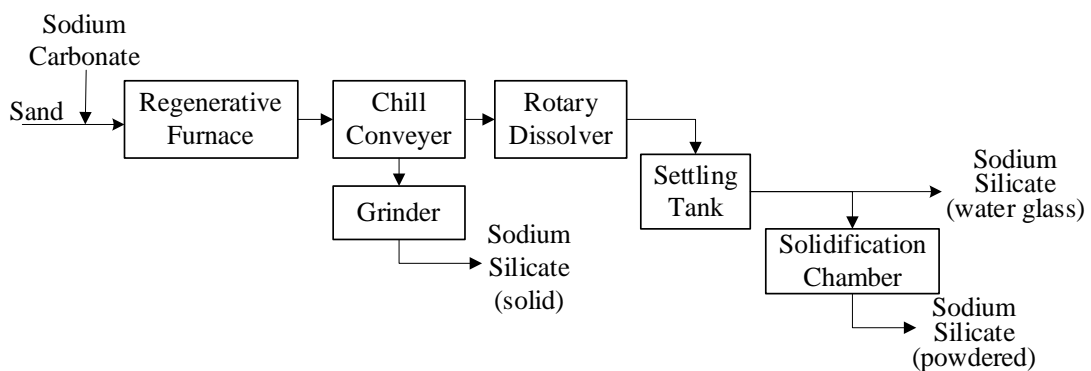 Sodium
Carbonate
Sand
Regenerative
Furnace
Chill
Conveyer
Rotary
Dissolver
Grinder
Sodium
Silicate
(solid)
Settling
Tank
Sodium
Silicate
(water glass)
Solidification
Chamber
Sodium
Silicate
(powdered)